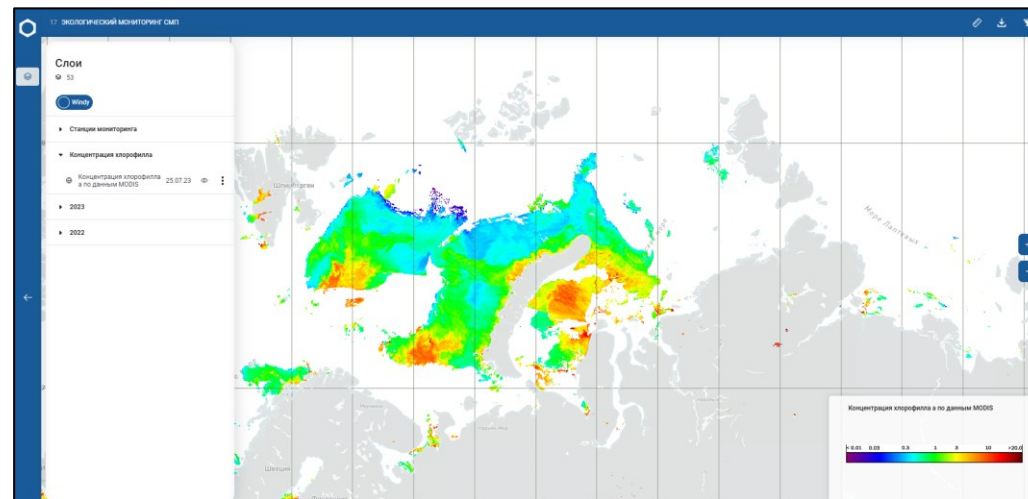 17 ЭКОЛОГИЧЕСКИЙ МОНИТОРИНГ СМП
Слои
53
Windy
Станции мониторинга
Концентрация хлорофилла
Концентрация хлорофилла
а по данным MODIS
25.07.23
2023
2022
Шпицберген
Море Лаптевых
Швеция
Концентрация хлорофилла а по данным MODIS
< 0.01 0.03 0.3 1 3 10 >20.0